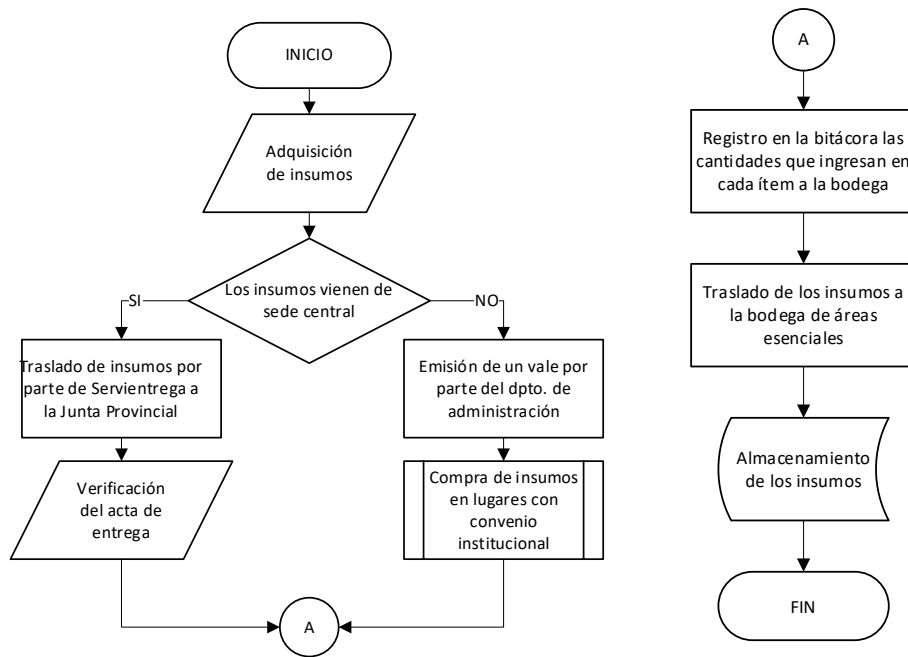 INICIO
Adquisición
de insumos
Los insumos vienen de
sede central
SI
NO
Traslado de insumos por
parte de Servientrega a
la Junta Provincial
Emisión de un vale por
parte del dpto. de
administración
Verificación
del acta de
entrega
Compra de insumos
en lugares con
convenio
institucional
A
A
Registro en la bitácora las
cantidades que ingresan en
cada ítem a la bodega
Traslado de los insumos a
la bodega de áreas
esenciales
Almacenamiento
de los insumos
FIN